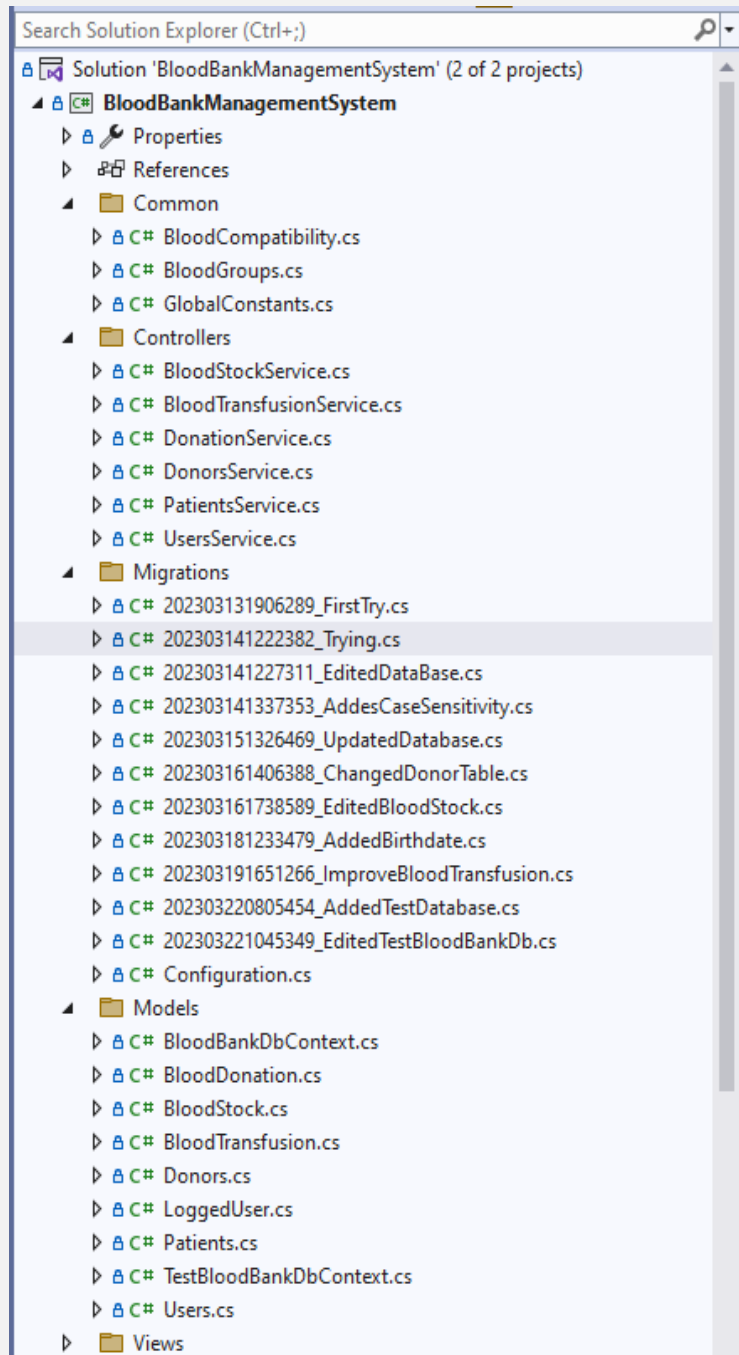 Search Solution Explorer (Ctrl+;)
Solution 'BloodBankManagementSystem' (2 of 2 projects)
C# BloodBankManagementSystem
Properties
References
Common
C# BloodCompatibility.cs
C# BloodGroups.cs
C# GlobalConstants.cs
Controllers
C# BloodStockService.cs
C# BloodTransfusionService.cs
C# DonationService.cs
C# DonorsService.cs
C# PatientsService.cs
C# UsersService.cs
Migrations
C# 202303131906289_FirstTry.cs
C# 202303141222382_Trying.cs
C# 202303141227311_EditedDataBase.cs
C# 202303141337353_AddesCaseSensitivity.cs
C# 202303151326469_UpdatedDatabase.cs
C# 202303161406388_ChangedDonorTable.cs
C# 202303161738589_EditedBloodStock.cs
C# 202303181233479_AddedBirthdate.cs
C# 202303191651266_ImproveBloodTransfusion.cs
C# 202303220805454_AddedTestDatabase.cs
C# 202303221045349_EditedTestBloodBankDb.cs
C# Configuration.cs
Models
C# BloodBankDbContext.cs
C# BloodDonation.cs
C# BloodStock.cs
C# BloodTransfusion.cs
C# Donors.cs
C# LoggedUser.cs
C# Patients.cs
C# TestBloodBankDbContext.cs
C# Users.cs
Views